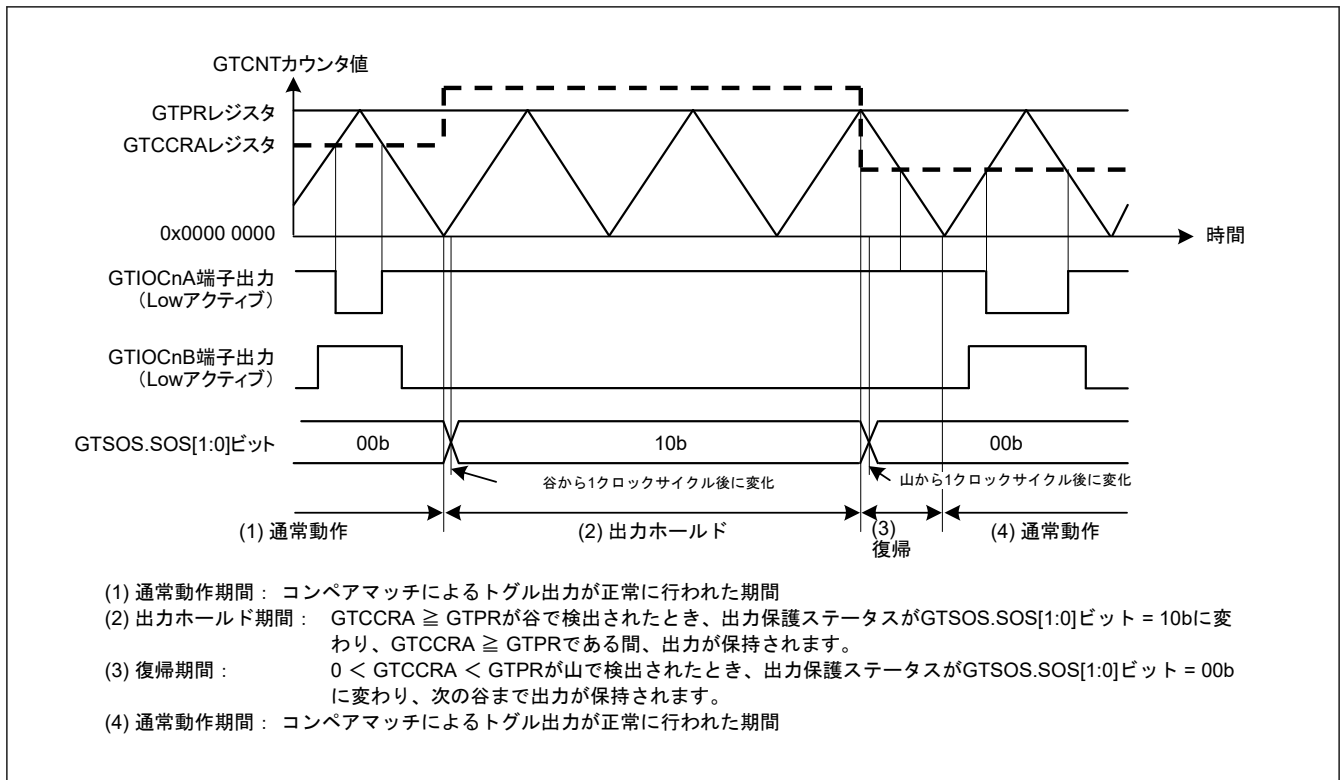 GTCNTカウンタ値
GTPRレジスタ
GTCCRAレジスタ
0x0000 0000
時間
GTIOCnA端子出力
（Lowアクティブ）
GTIOCnB端子出力
（Lowアクティブ）
GTSOS.SOS[1:0]ビット
00b
10b
00b
谷から1クロックサイクル後に変化
山から1クロックサイクル後に変化
(1) 通常動作
(2) 出力ホールド
(3)
復帰
(4) 通常動作
(1) 通常動作期間： コンペアマッチによるトグル出力が正常に行われた期間
(2) 出力ホールド期間： GTCCRA ≧ GTPRが谷で検出されたとき、出力保護ステータスがGTSOS.SOS[1:0]ビット = 10bに変
わり、GTCCRA ≧ GTPRである間、出力が保持されます。
(3) 復帰期間： 0 ＜ GTCCRA ＜ GTPRが山で検出されたとき、出力保護ステータスがGTSOS.SOS[1:0]ビット = 00b
に変わり、次の谷まで出力が保持されます。
(4) 通常動作期間： コンペアマッチによるトグル出力が正常に行われた期間